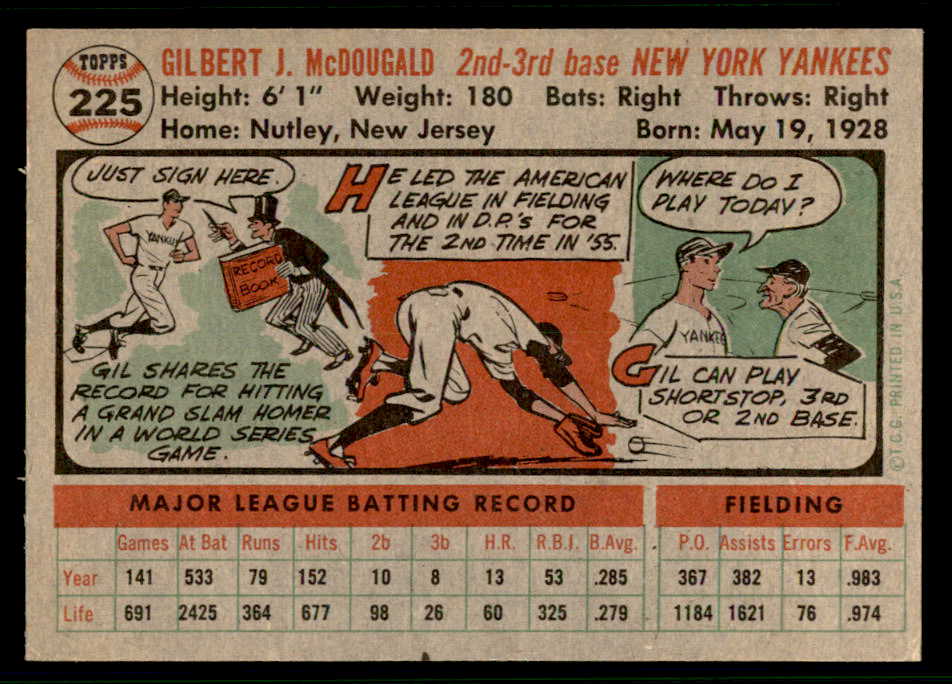 TOPPS
225
GILBERT J. McDOUGALD 2nd-3rd base NEW YORK YANKEES
Height: 6' 1" Weight: 180 Bats: Right Throws: Right
Home: Nutley, New Jersey Born: May 19, 1928
JUST SIGN HERE.
YANKEE
RECORD
BOOK
GIL SHARES THE
RECORD FOR HITTING
A GRAND SLAM HOMER
IN A WORLD SERIES
GAME.
HE LED THE AMERICAN
LEAGUE IN FIELDING
AND IN D.P.'s FOR
THE 2ND TIME IN '55.
WHERE DO I
PLAY TODAY?
YANKEE
GIL CAN PLAY
SHORTSTOP, 3RD
OR 2ND BASE.
©T.C.G. PRINTED IN U.S.A.
MAJOR LEAGUE BATTING RECORD FIELDING
Games At Bat Runs Hits 2b 3b H.R. R.B.I. B.Avg. P.O. Assists Errors F.Avg.
Year 141 533 79 152 10 8 13 53 .285 367 382 13 .983
Life 691 2425 364 677 98 26 60 325 .279 1184 1621 76 .974